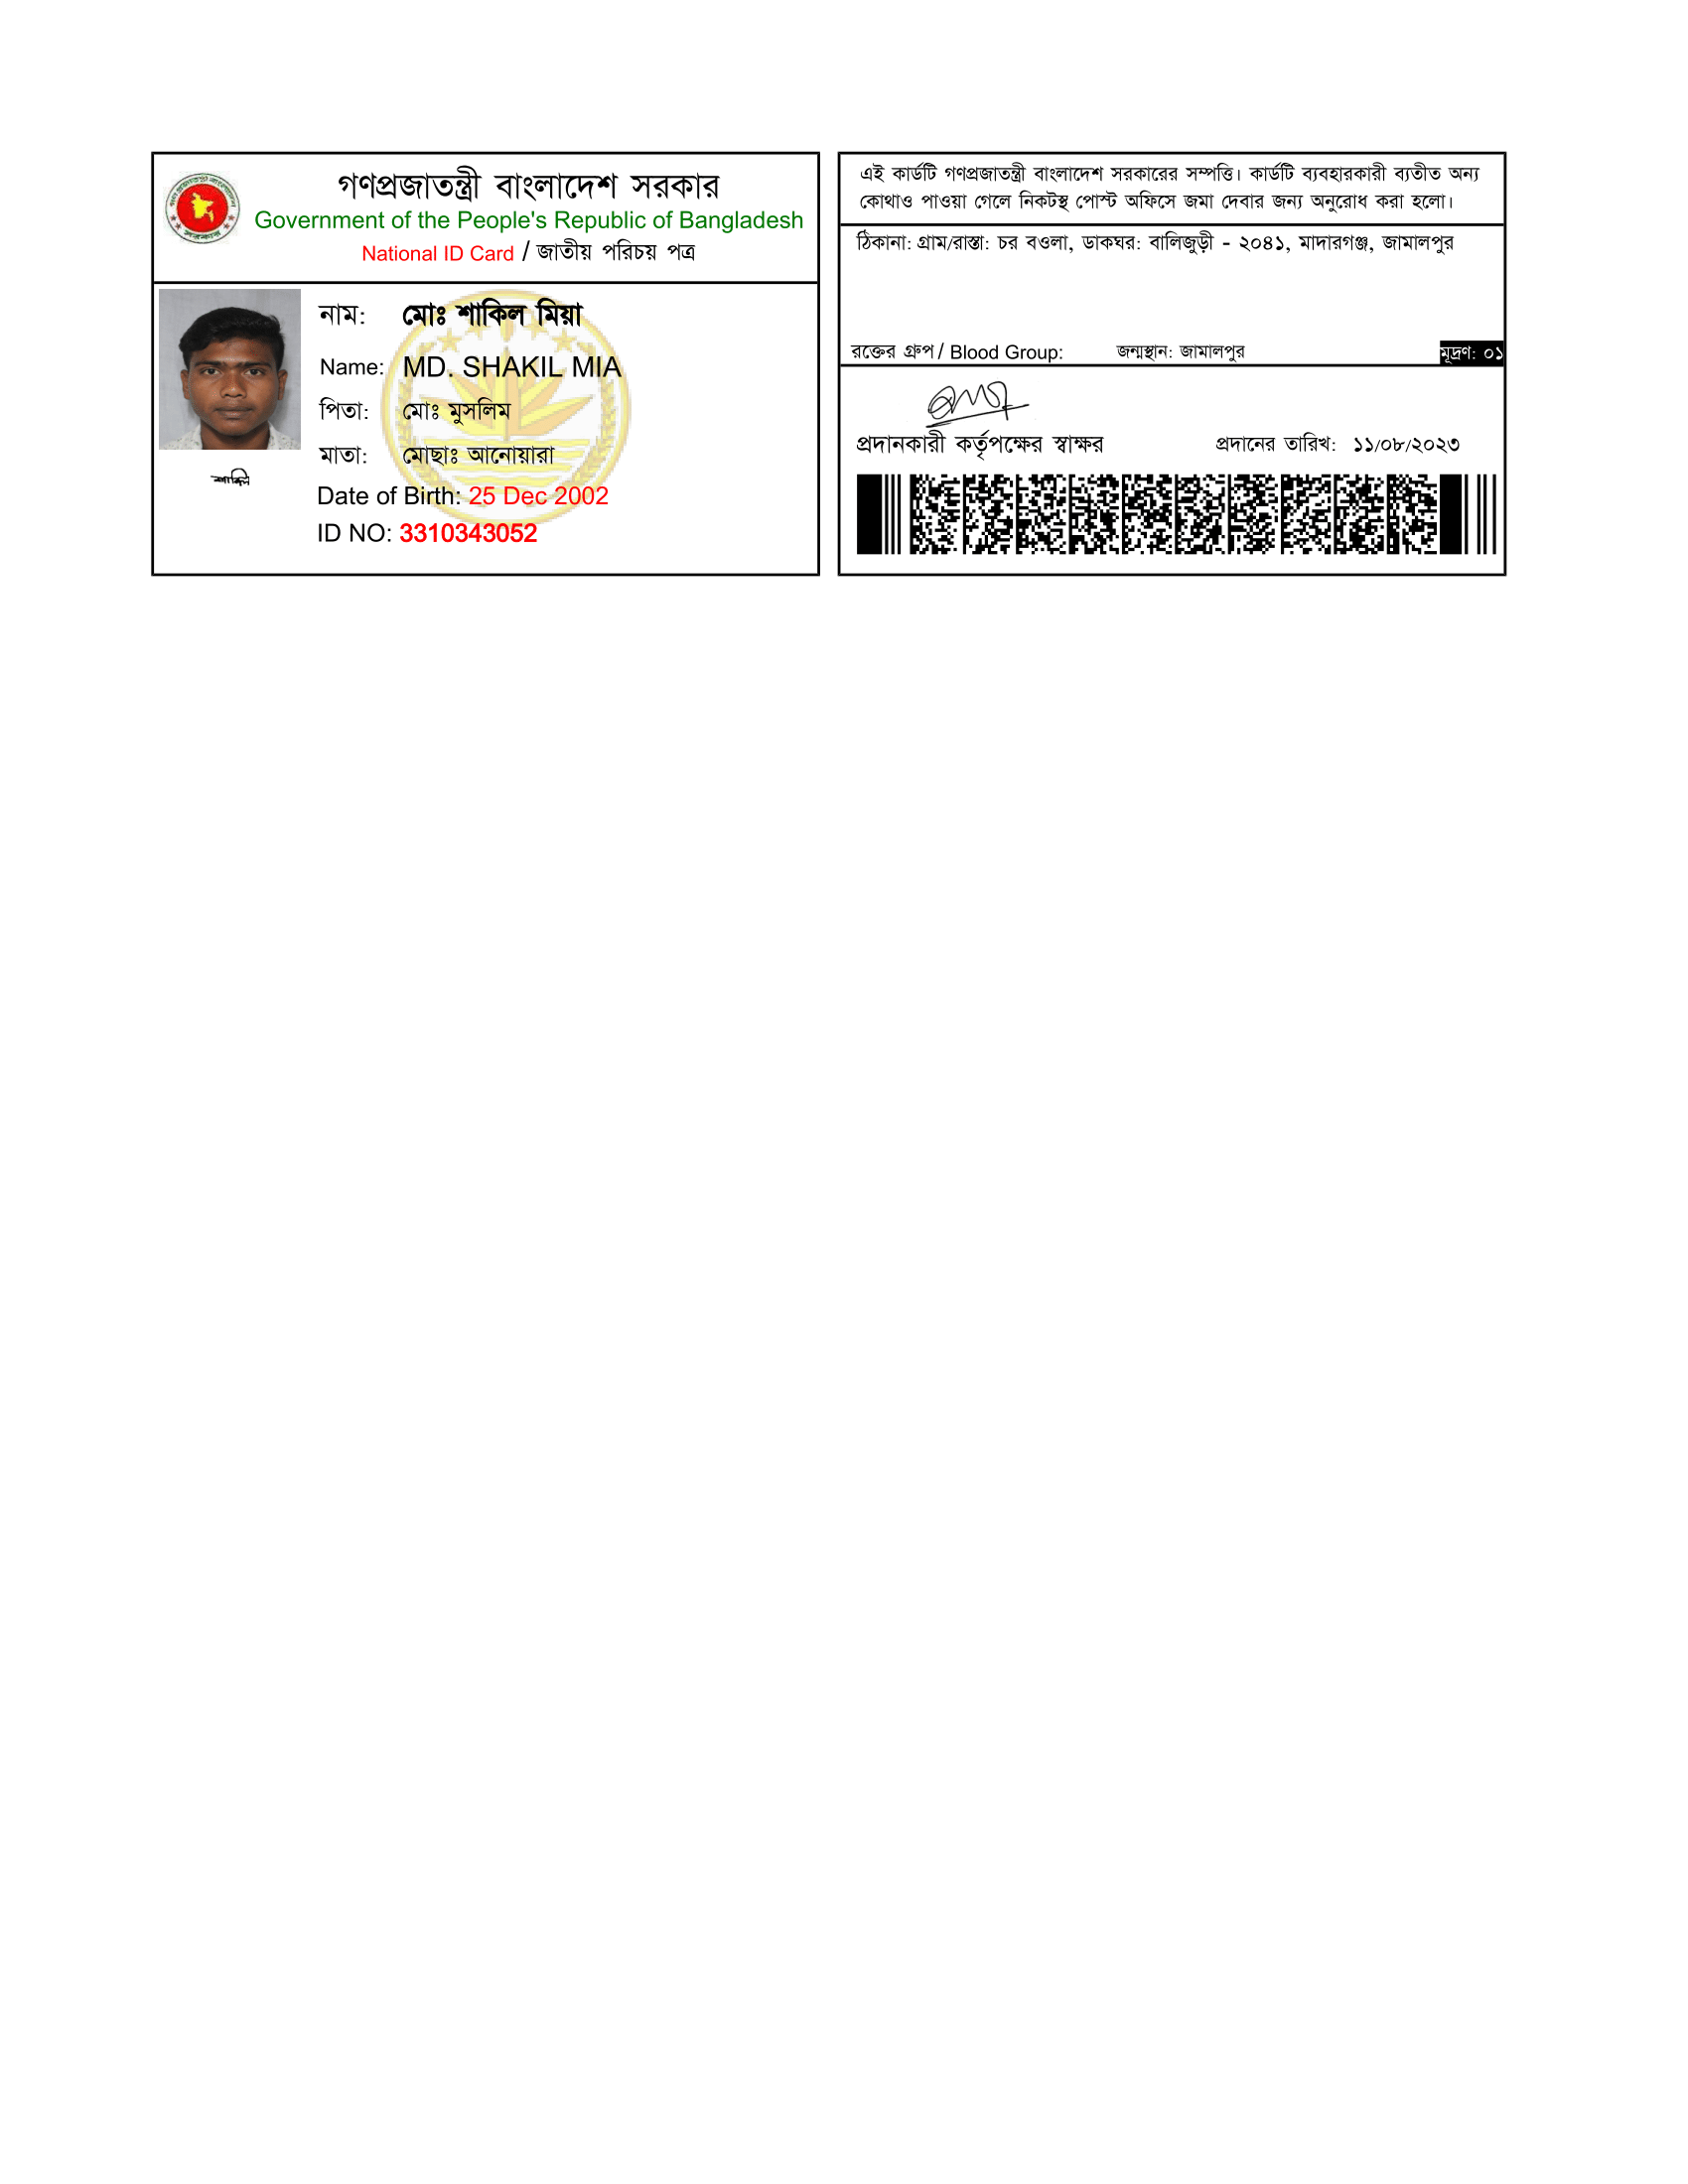 গণপ্রজাতন্ত্রী বাংলাদেশ সরকার
Government of the People's Republic of Bangladesh
National ID Card / জাতীয় পরিচয় পত্র
নাম: মোঃ শাকিল মিয়া
Name: MD. SHAKIL MIA
পিতা: মোঃ মুসলিম
মাতা: মোছাঃ আনোয়ারা
শাকিল
Date of Birth: 25 Dec 2002
ID NO: 3310343052
এই কার্ডটি গণপ্রজাতন্ত্রী বাংলাদেশ সরকারের সম্পত্তি। কার্ডটি ব্যবহারকারী ব্যতীত অন্য
কোথাও পাওয়া গেলে নিকটস্থ পোস্ট অফিসে জমা দেবার জন্য অনুরোধ করা হলো।
ঠিকানা: গ্রাম/রাস্তা: চর বওলা, ডাকঘর: বালিজুড়ী - ২০৪১, মাদারগঞ্জ, জামালপুর
রক্তের গ্রুপ / Blood Group: জন্মস্থান: জামালপুর মূদ্রণ: ০১
প্রদানকারী কর্তৃপক্ষের স্বাক্ষর প্রদানের তারিখ: ১১/০৮/২০২৩